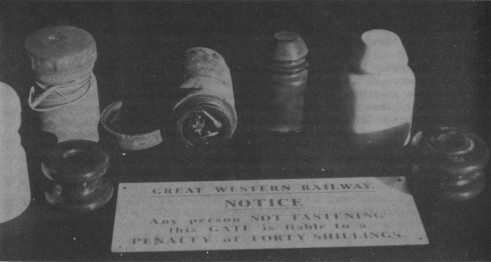 GREAT WESTERN RAILWAY.
NOTICE
Any person NOT FASTENING
this GATE is liable to a
PENALTY of FORTY SHILLINGS.